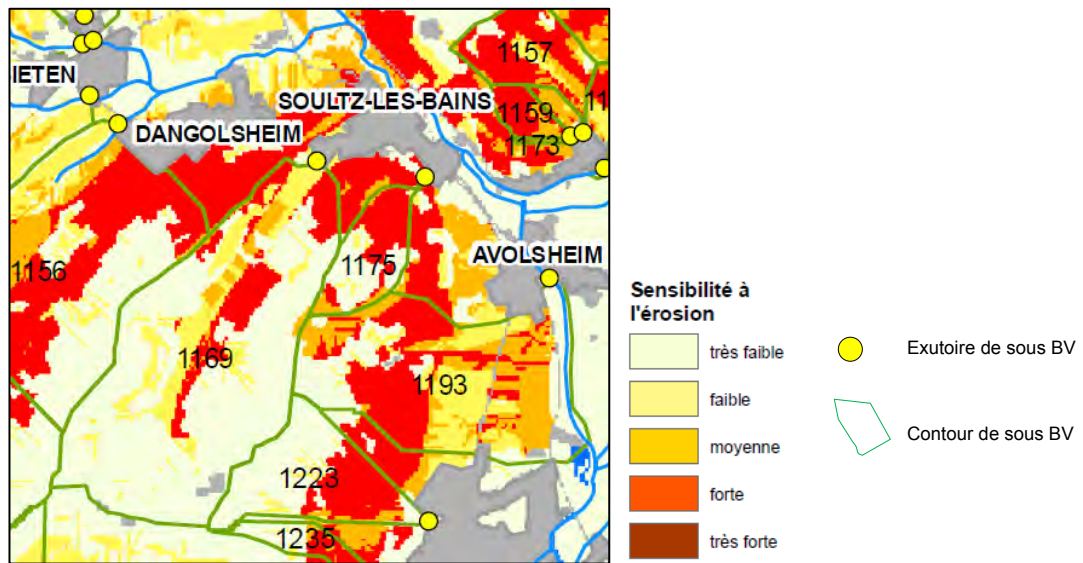 1157
IETEN
SOULTZ-LES-BAINS
1159
11
DANGOLSHEIM
1173
AVOLSHEIM
1175
1156
1169
1193
1223
1235
Sensibilité à
l'érosion
très faible
faible
moyenne
forte
très forte
Exutoire de sous BV
Contour de sous BV